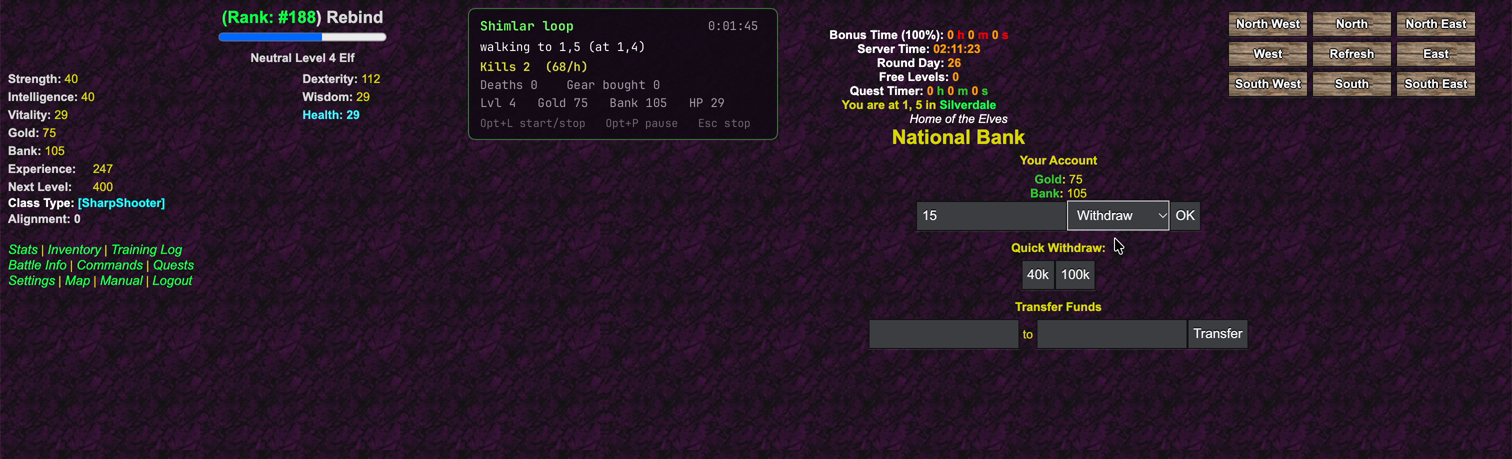 (Rank: #188) Rebind
Neutral Level 4 Elf
Strength: 40
Dexterity: 112
Intelligence: 40
Wisdom: 29
Vitality: 29
Health: 29
Gold: 75
Bank: 105
Experience: 247
Next Level: 400
Class Type: [SharpShooter]
Alignment: 0
Stats | Inventory | Training Log
Battle Info | Commands | Quests
Settings | Map | Manual | Logout
Shimlar loop 0:01:45
walking to 1,5 (at 1,4)
Kills 2 (68/h)
Deaths 0 Gear bought 0
Lvl 4 Gold 75 Bank 105 HP 29
Opt+L start/stop Opt+P pause Esc stop
Bonus Time (100%): 0 h 0 m 0 s
Server Time: 02:11:23
Round Day: 26
Free Levels: 0
Quest Timer: 0 h 0 m 0 s
You are at 1, 5 in Silverdale
Home of the Elves
National Bank
Your Account
Gold: 75
Bank: 105
15 Withdraw OK
Quick Withdraw:
40k 100k
Transfer Funds
to Transfer
North West North North East
West Refresh East
South West South South East